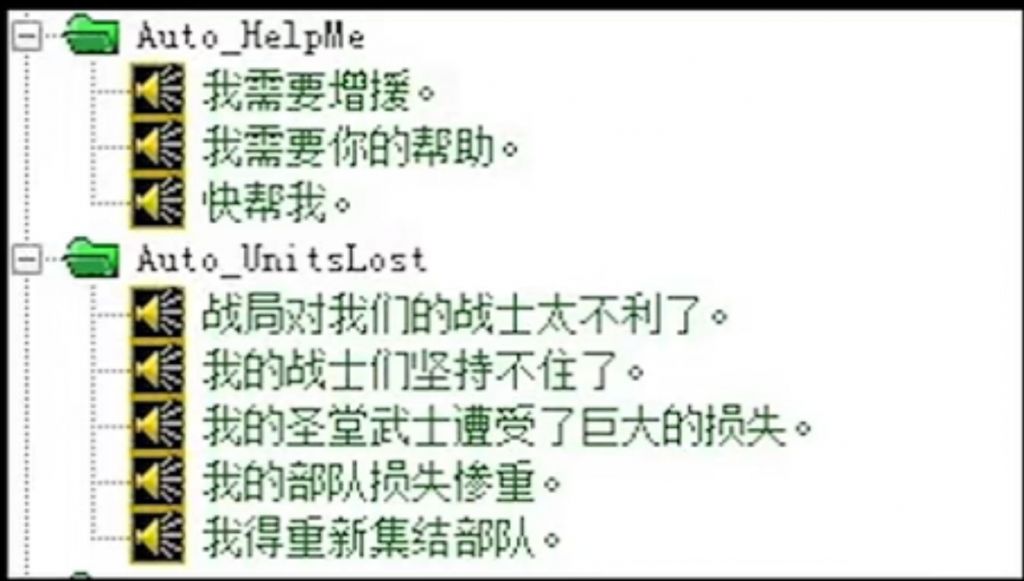 Auto_HelpMe
我需要增援。
我需要你的帮助。
快帮我。
Auto_UnitsLost
战局对我们的战士太不利了。
我的战士们坚持不住了。
我的圣堂武士遭受了巨大的损失。
我的部队损失惨重。
我得重新集结部队。